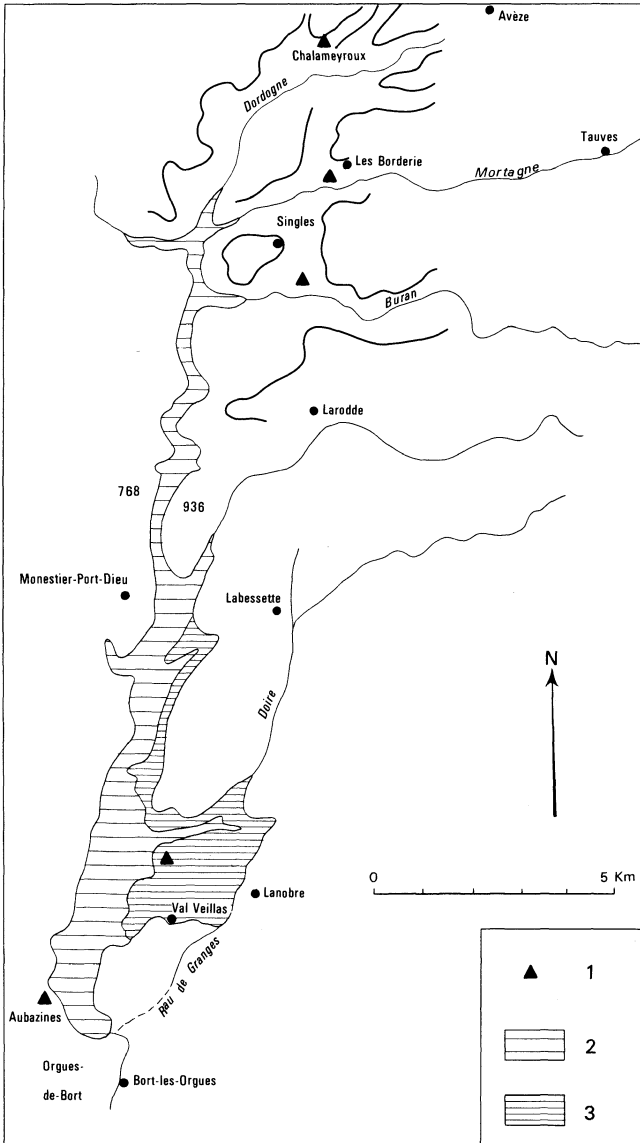 Avèze
Chalameyroux
Dordogne
Tauves
Les Borderie
Mortagne
Singles
Buran
Larodde
768
936
Monestier-Port-Dieu
Labessette
N
Doire
0
5 Km
Lanobre
Val Veillas
Rau de Granges
1
Aubazines
2
Orgues-
de-Bort
Bort-les-Orgues
3